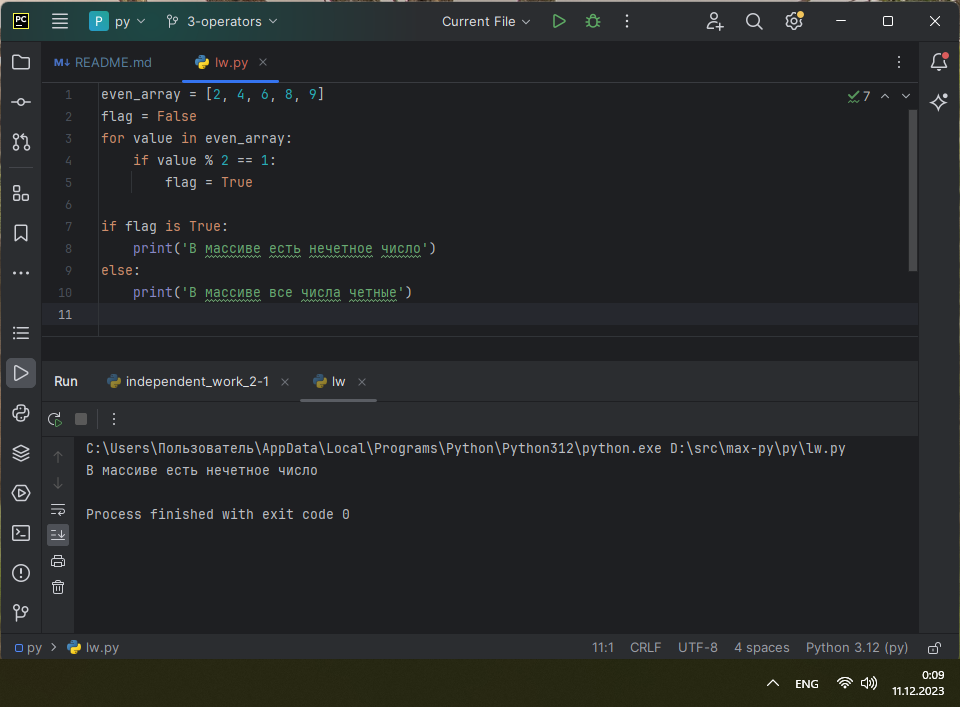 PC
P py 3-operators Current File
M↓ README.md lw.py
7
1 even_array = [2, 4, 6, 8, 9]
2 flag = False
3 for value in even_array:
4 if value % 2 == 1:
5 flag = True
6
7 if flag is True:
8 print('В массиве есть нечетное число')
9 else:
10 print('В массиве все числа четные')
11
Run independent_work_2-1 lw
C:\Users\Пользователь\AppData\Local\Programs\Python\Python312\python.exe D:\src\max-py\py\lw.py
В массиве есть нечетное число
Process finished with exit code 0
py > lw.py 11:1 CRLF UTF-8 4 spaces Python 3.12 (py)
ENG
0:09
11.12.2023